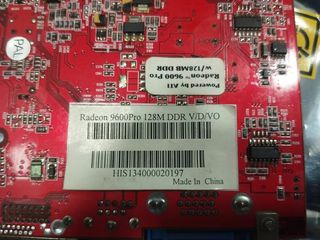 PAL
Powered by ATI
Radeon™ 9600 Pro
w/128MB DDR
Radeon 9600Pro 128M DDR V/D/VO
HIS134000020197
Made In China